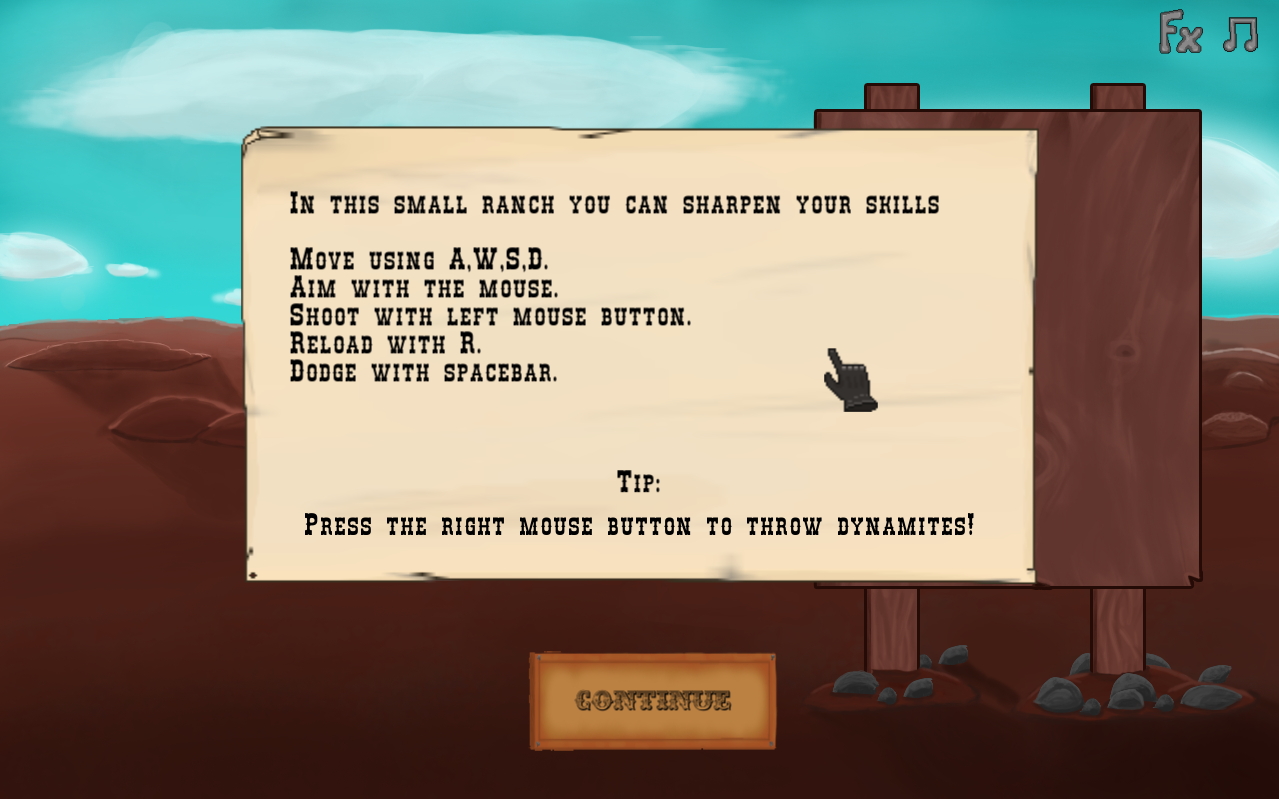 Fx
In this small ranch you can sharpen your skills
Move using A,W,S,D.
Aim with the mouse.
Shoot with left mouse button.
Reload with R.
Dodge with spacebar.
Tip:
Press the right mouse button to throw dynamites!
CONTINUE